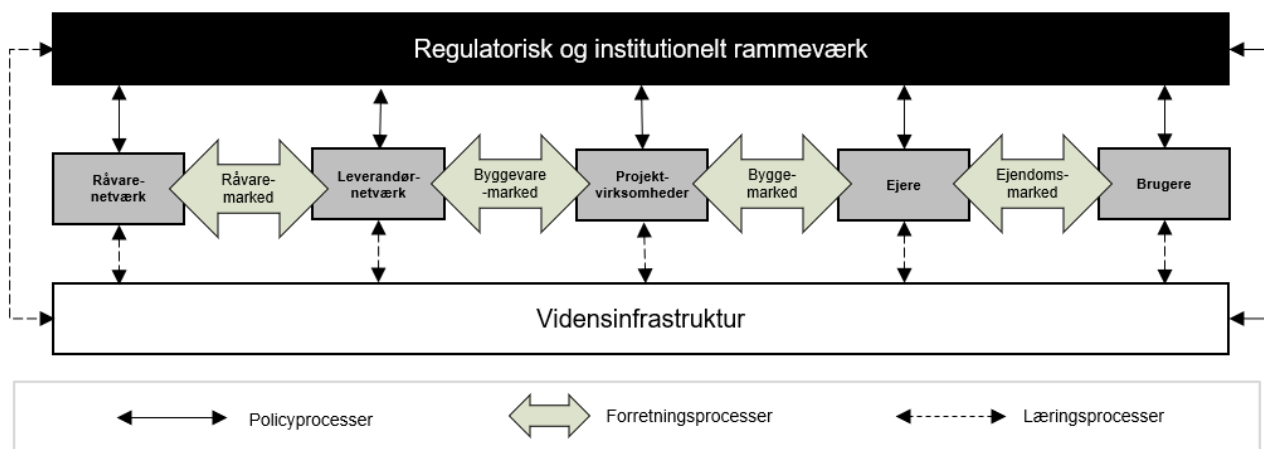 Regulatorisk og institutionelt rammeværk
Råvare-
netværk
Råvare-
marked
Leverandør-
netværk
Byggevare
-marked
Projekt-
virksomheder
Bygge-
marked
Ejere
Ejendoms-
marked
Brugere
Vidensinfrastruktur
Policyprocesser
Forretningsprocesser
Læringsprocesser